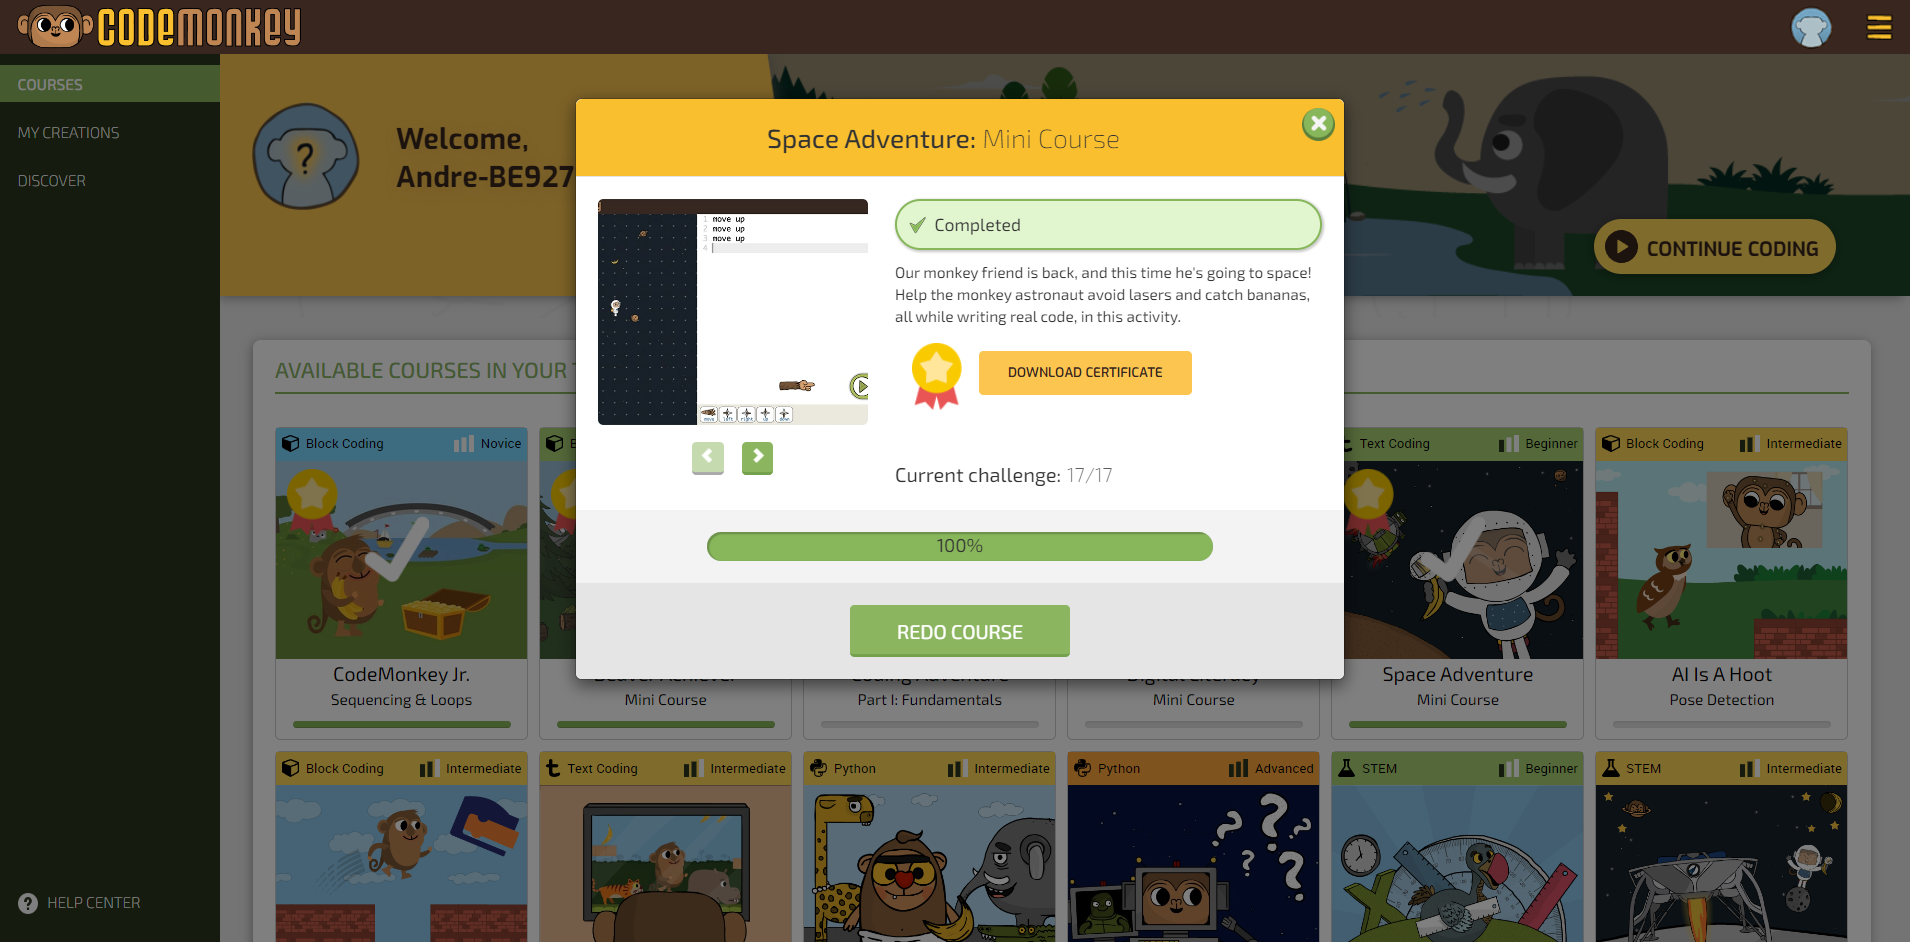 CODEMONKEY
COURSES
MY CREATIONS
DISCOVER
HELP CENTER
Welcome,
Andre-BE927
CONTINUE CODING
AVAILABLE COURSES IN YOUR
Space Adventure: Mini Course
1 move up
2 move up
3 move up
4
Completed
Our monkey friend is back, and this time he's going to space!
Help the monkey astronaut avoid lasers and catch bananas,
all while writing real code, in this activity.
DOWNLOAD CERTIFICATE
Current challenge: 17/17
100%
REDO COURSE
Block Coding Novice
CodeMonkey Jr.
Sequencing & Loops
Mini Course
Part I: Fundamentals
Mini Course
Text Coding Beginner
Space Adventure
Mini Course
Block Coding Intermediate
AI Is A Hoot
Pose Detection
Block Coding Intermediate
Text Coding Intermediate
Python Intermediate
Python Advanced
STEM Beginner
STEM Intermediate